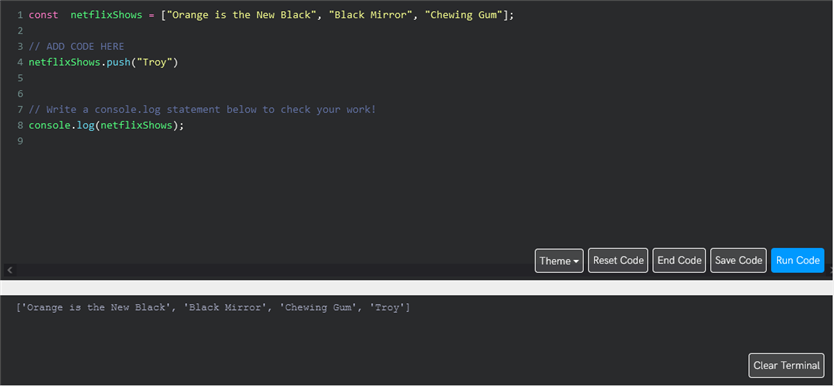 1 const  netflixShows = ["Orange is the New Black", "Black Mirror", "Chewing Gum"];
2
3 // ADD CODE HERE
4 netflixShows.push("Troy")
5
6
7 // Write a console.log statement below to check your work!
8 console.log(netflixShows);
9
Theme Reset Code End Code Save Code Run Code
['Orange is the New Black', 'Black Mirror', 'Chewing Gum', 'Troy']
Clear Terminal